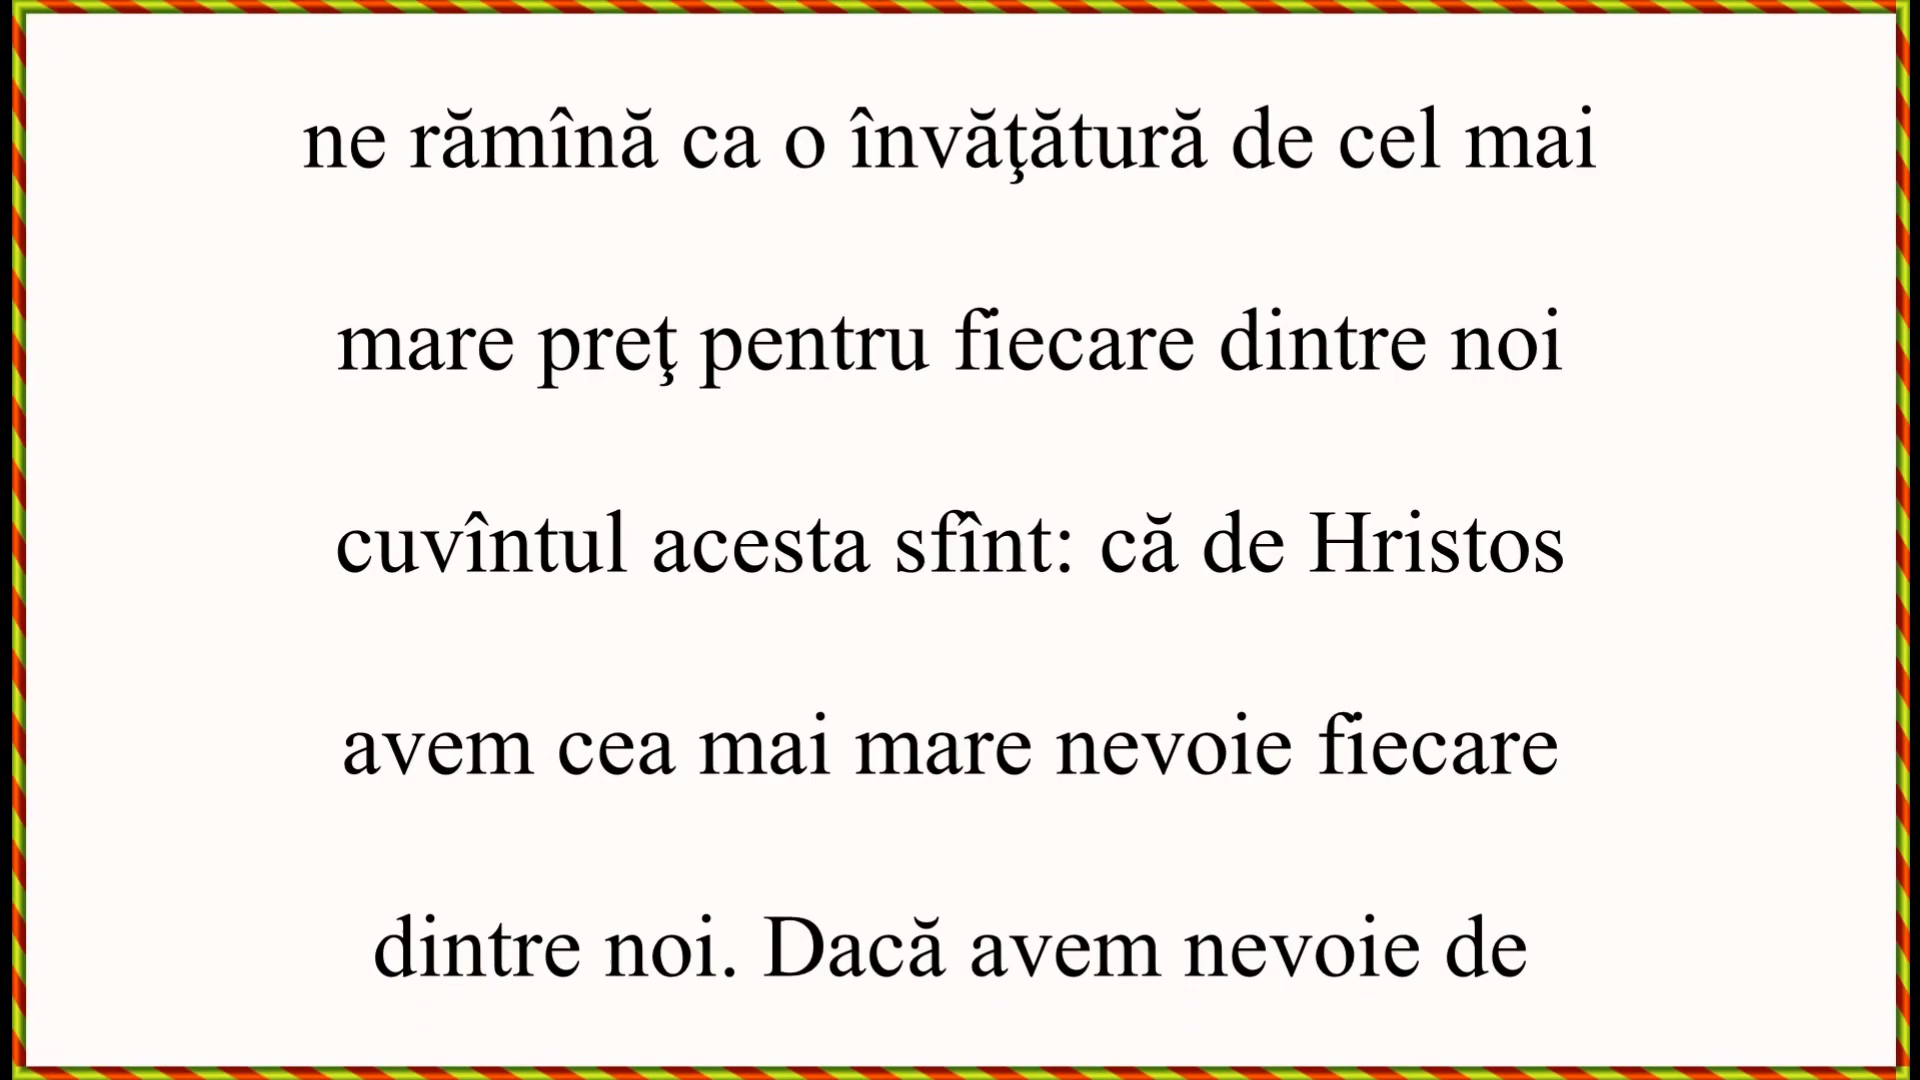 ne rămînă ca o învăţătură de cel mai
mare preţ pentru fiecare dintre noi
cuvîntul acesta sfînt: că de Hristos
avem cea mai mare nevoie fiecare
dintre noi. Dacă avem nevoie de